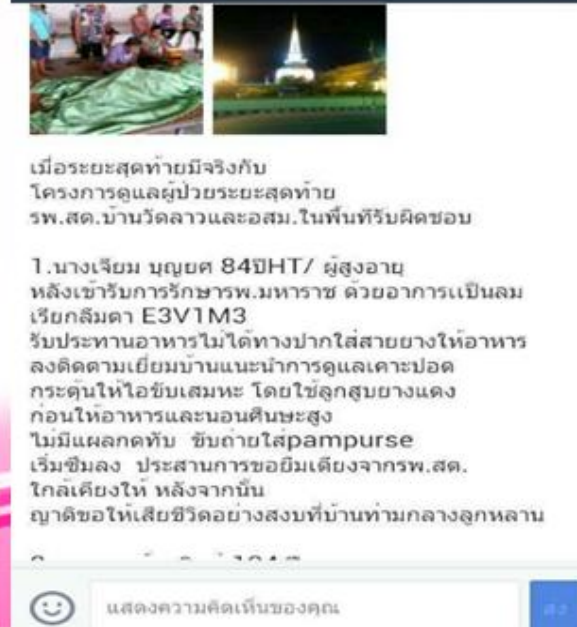 เมื่อระยะสุดท้ายมีจริงกับ
โครงการดูแลผู้ป่วยระยะสุดท้าย
รพ.สต.บ้านวัดลาวและอสม.ในพื้นที่รับผิดชอบ
1.นางเจียม บุญยศ 84ปีHT/ ผู้สูงอายุ
หลังเข้ารับการรักษารพ.มหาราช ด้วยอาการเป็นลม
เรียกลืมตา E3V1M3
รับประทานอาหารไม่ได้ทางปากใส่สายยางให้อาหาร
ลงติดตามเยี่ยมบ้านแนะนำการดูแลเคาะปอด
กระตุ้นให้ไอขับเสมหะ โดยใช้ลูกสูบยางแดง
ก่อนให้อาหารและนอนศีนษะสูง
ไม่มีแผลกดทับ ขับถ่ายใส่pampurse
เริ่มซึมลง ประสานการขอยืมเตียงจากรพ.สต.
ใกล้เคียงให้ หลังจากนั้น
ญาติขอให้เสียชีวิตอย่างสงบที่บ้านท่ามกลางลูกหลาน
แสดงความคิดเห็นของคุณ
ส่ง